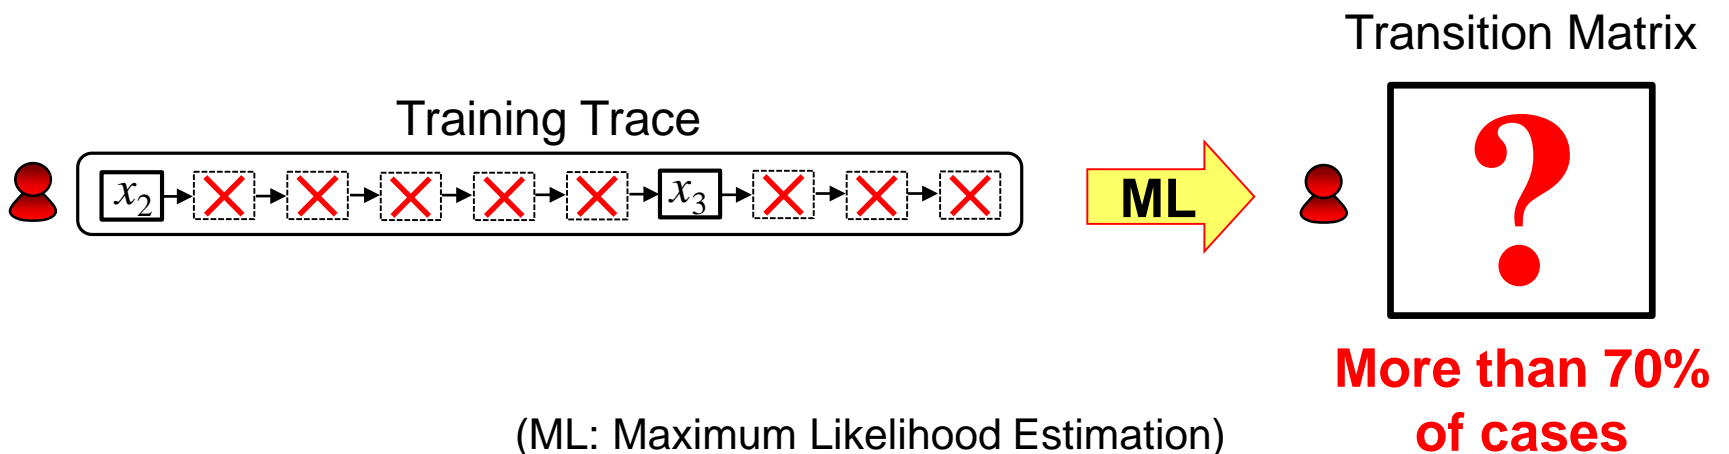 Transition Matrix
Training Trace
x₂ x₃
ML
?
More than 70%
of cases
(ML: Maximum Likelihood Estimation)